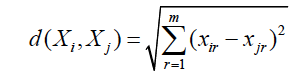 d(X_i, X_j) = \sqrt{\sum_{r=1}^{m} (x_{ir} - x_{jr})^2}